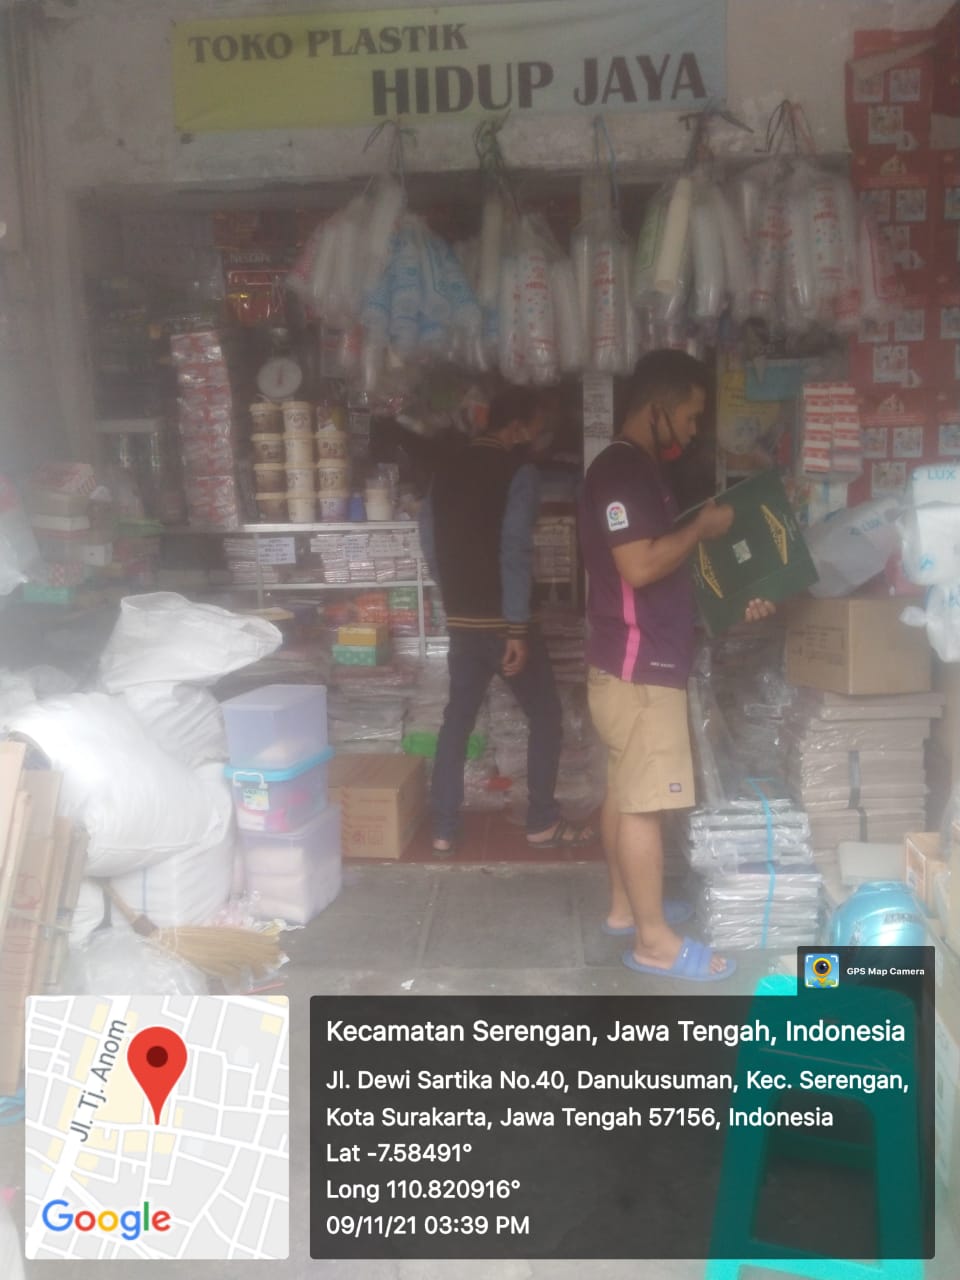 TOKO PLASTIK
HIDUP JAYA
LUX
GPS Map Camera
Jl. Tj. Anom
Google
Kecamatan Serengan, Jawa Tengah, Indonesia
Jl. Dewi Sartika No.40, Danukusuman, Kec. Serengan,
Kota Surakarta, Jawa Tengah 57156, Indonesia
Lat -7.58491°
Long 110.820916°
09/11/21 03:39 PM